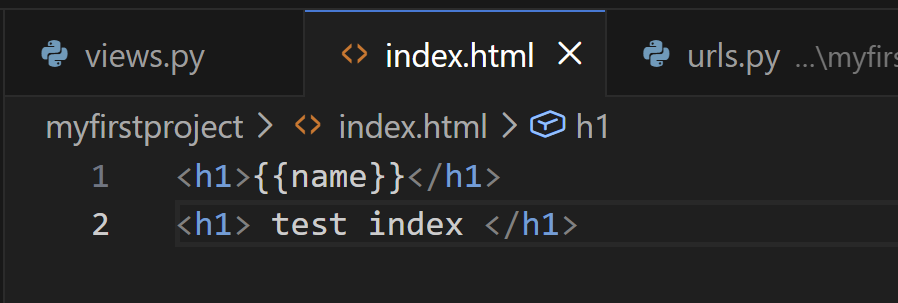 views.py index.html × urls.py ...\myfirs
myfirstproject > <> index.html > h1
1 <h1>{{name}}</h1>
2 <h1> test index </h1>